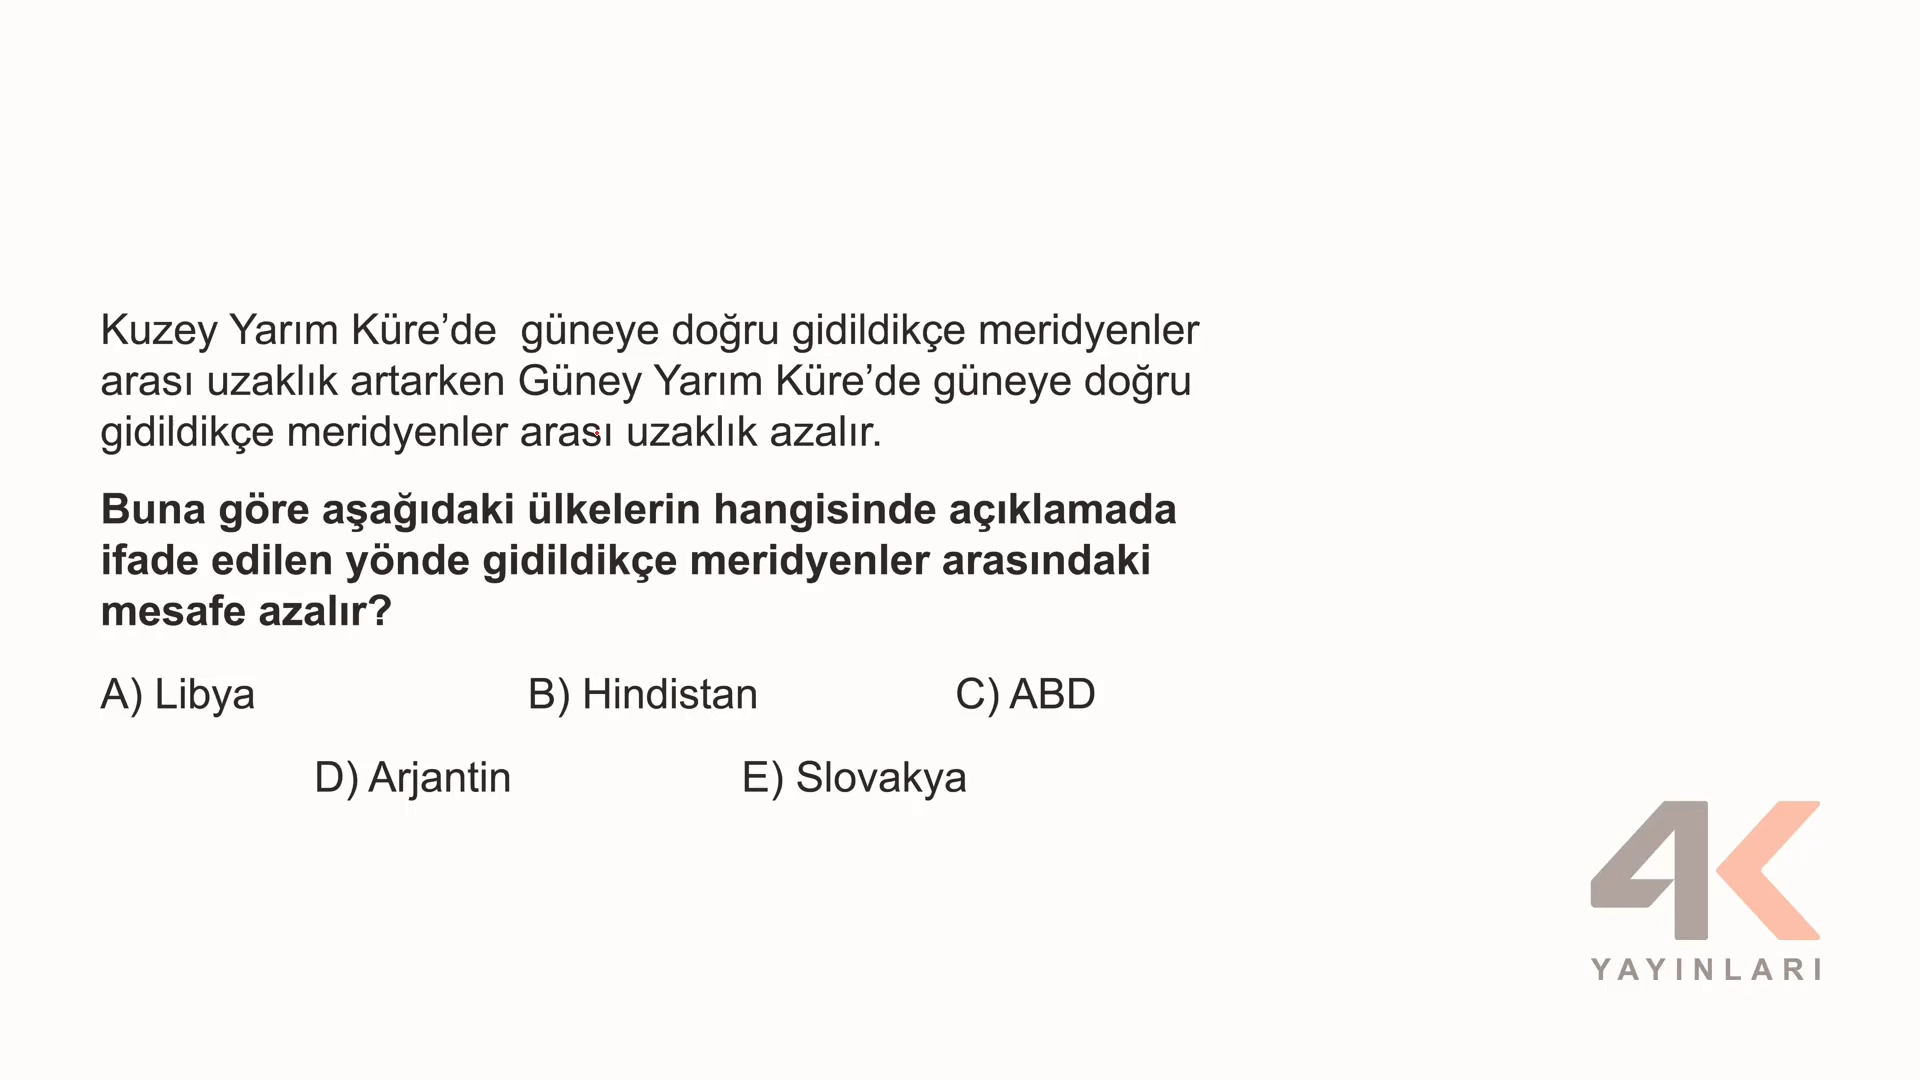 Kuzey Yarım Küre’de güneye doğru gidildikçe meridyenler
arası uzaklık artarken Güney Yarım Küre’de güneye doğru
gidildikçe meridyenler arası uzaklık azalır.
Buna göre aşağıdaki ülkelerin hangisinde açıklamada
ifade edilen yönde gidildikçe meridyenler arasındaki
mesafe azalır?
A) Libya B) Hindistan C) ABD
D) Arjantin E) Slovakya
4K
YAYINLARI